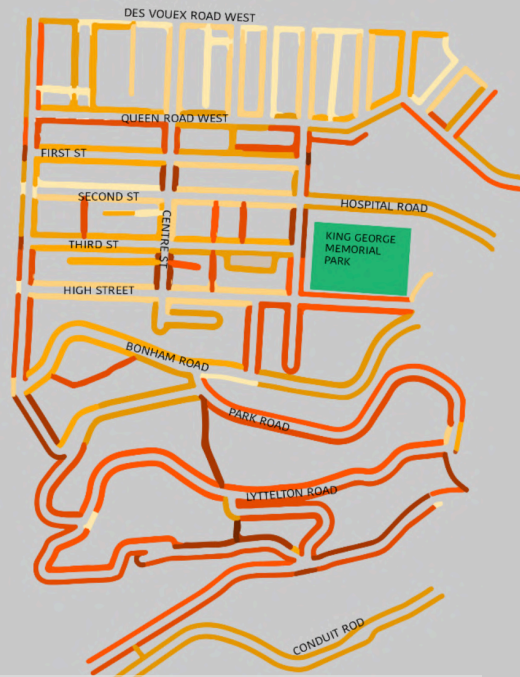 DES VOUEX ROAD WEST
QUEEN ROAD WEST
FIRST ST
SECOND ST
HOSPITAL ROAD
CENTRE ST
THIRD ST
KING GEORGE
MEMORIAL
PARK
HIGH STREET
BONHAM ROAD
PARK ROAD
LYTTELTON ROAD
CONDUIT ROD